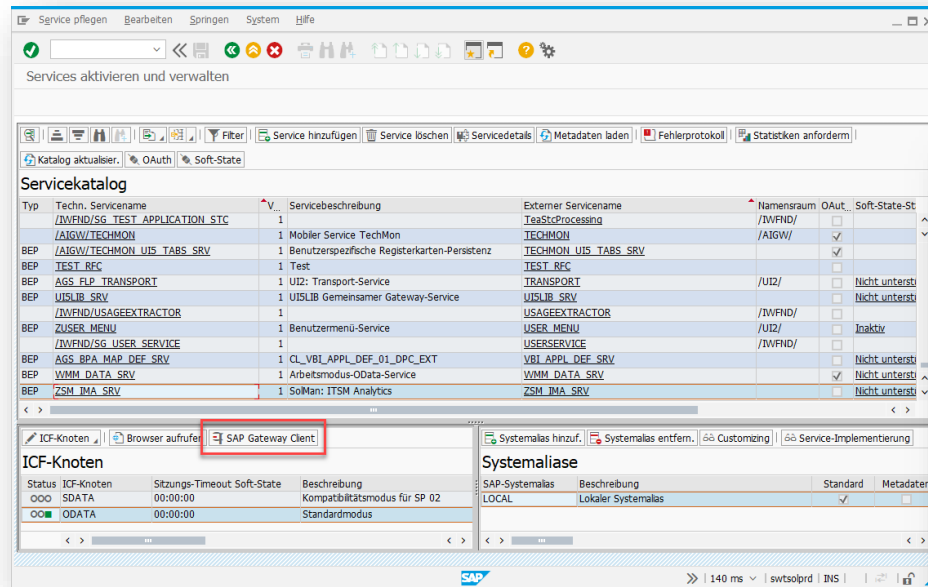 Service pflegen Bearbeiten Springen System Hilfe
Services aktivieren und verwalten
Filter Service hinzufügen Service löschen Servicedetails Metadaten laden Fehlerprotokoll Statistiken anforderm
Katalog aktualisier. OAuth Soft-State
Servicekatalog
Typ Techn. Servicename V... Servicebeschreibung Externer Servicename Namensraum OAut... Soft-State-St
/IWFND/SG_TEST_APPLICATION_STC 1 TeaStcProcessing /IWFND/
/AIGW/TECHMON 1 Mobiler Service TechMon TECHMON /AIGW/
BEP /AIGW/TECHMON_UI5_TABS_SRV 1 Benutzerspezifische Registerkarten-Persistenz TECHMON_UI5_TABS_SRV
BEP TEST_RFC 1 Test TEST_RFC
BEP AGS_FLP_TRANSPORT 1 UI2: Transport-Service TRANSPORT /UI2/ Nicht unterst
BEP UI5LIB_SRV 1 UI5LIB Gemeinsamer Gateway-Service UI5LIB_SRV Nicht unterst
/IWFND/USAGEEXTRACTOR 1 USAGEEXTRACTOR /IWFND/
BEP ZUSER_MENU 1 Benutzermenü-Service USER_MENU /UI2/ Inaktiv
/IWFND/SG_USER_SERVICE 1 USERSERVICE /IWFND/
BEP AGS_BPA_MAP_DEF_SRV 1 CL_VBI_APPL_DEF_01_DPC_EXT VBI_APPL_DEF_SRV Nicht unterst
BEP WMM_DATA_SRV 1 Arbeitsmodus-OData-Service WMM_DATA_SRV Nicht unterst
BEP ZSM_IMA_SRV 1 SolMan: ITSM Analytics ZSM_IMA_SRV Nicht unterst
ICF-Knoten Browser aufrufen SAP Gateway Client
Systemalias hinzuf. Systemalias entfern. Customizing Service-Implementierung
ICF-Knoten
Systemaliase
Status ICF-Knoten Sitzungs-Timeout Soft-State Beschreibung
SDATA 00:00:00 Kompatibilitätsmodus für SP 02
ODATA 00:00:00 Standardmodus
SAP-Systemalias Beschreibung Standard Metadaten
LOCAL Lokaler Systemalias
SAP 140 ms swtsolprd INS